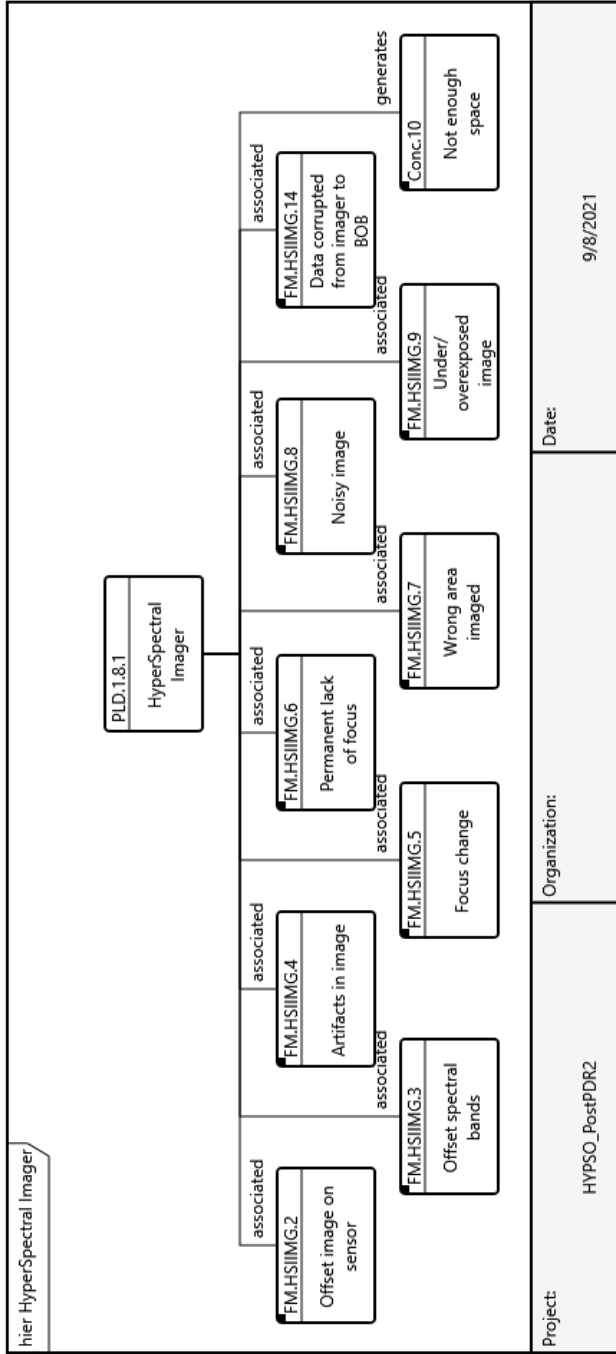 hier HyperSpectral Imager
PLD.1.8.1
HyperSpectral
Imager
associated
FM.HSIIMG.2
Offset image on
sensor
associated
FM.HSIIMG.3
Offset spectral
bands
associated
FM.HSIIMG.4
Artifacts in image
associated
FM.HSIIMG.5
Focus change
associated
FM.HSIIMG.6
Permanent lack
of focus
associated
FM.HSIIMG.7
Wrong area
imaged
associated
FM.HSIIMG.8
Noisy image
associated
FM.HSIIMG.9
Under/
overexposed
image
associated
FM.HSIIMG.14
Data corrupted
from imager to
BOB
generates
Conc.10
Not enough
space
Project:
HYPSO_PostPDR2
Organization:
Date:
9/8/2021